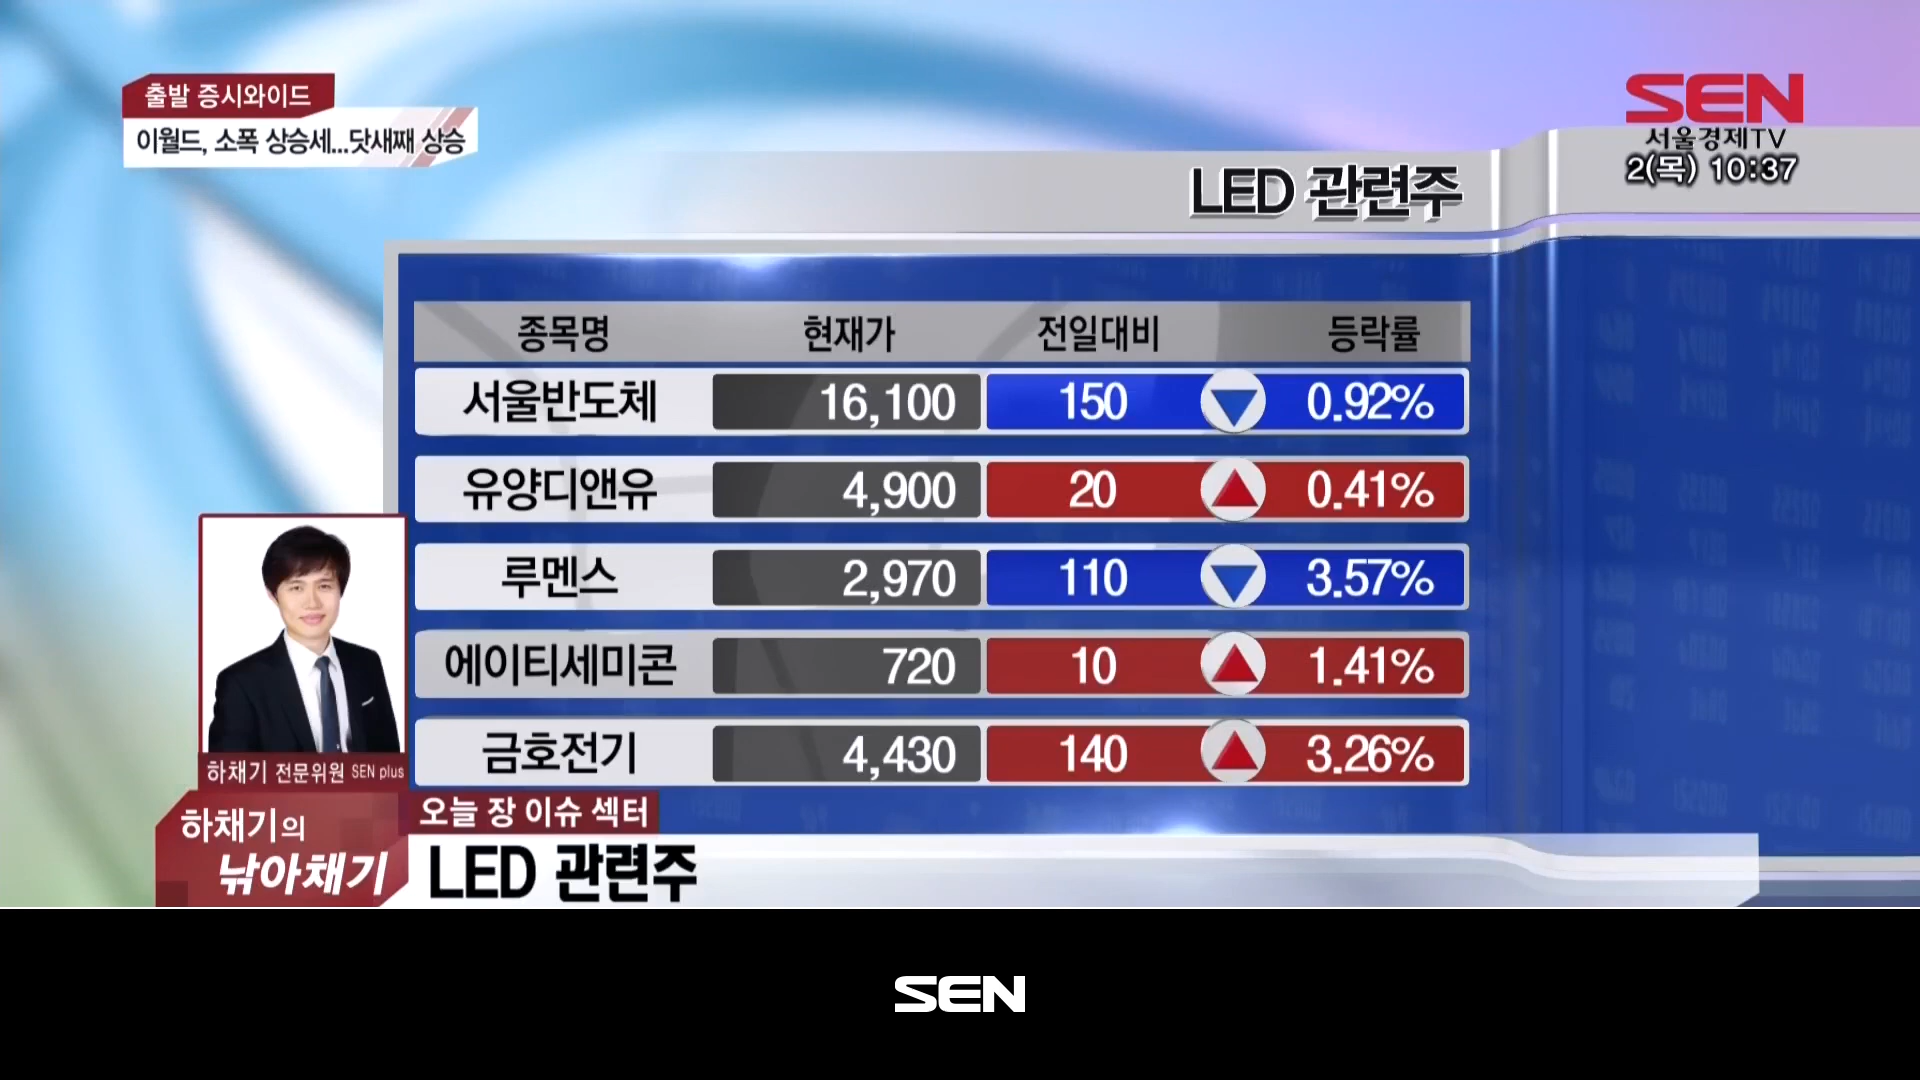 출발 증시와이드
이월드, 소폭 상승세...닷새째 상승
SEN
서울경제TV
2(목) 10:37
LED 관련주
종목명 현재가 전일대비 등락률
서울반도체 16,100 150 ▼ 0.92%
유양디앤유 4,900 20 ▲ 0.41%
루멘스 2,970 110 ▼ 3.57%
에이티세미콘 720 10 ▲ 1.41%
금호전기 4,430 140 ▲ 3.26%
하채기 전문위원 SEN plus
하채기의
낚아채기
오늘 장 이슈 섹터
LED 관련주
SEN